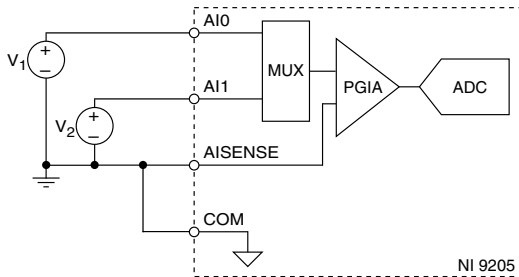 AI0
V1
+
–
MUX
PGIA
ADC
AI1
V2
+
–
AISENSE
COM
NI 9205